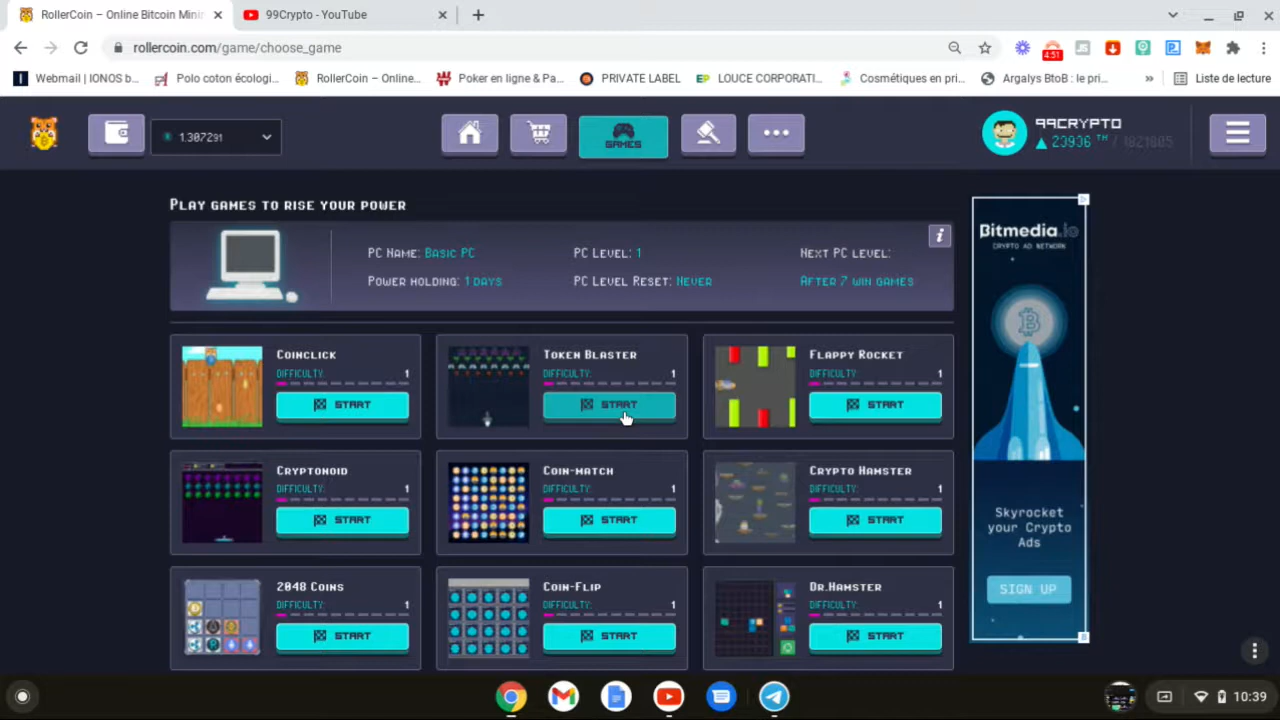 RollerCoin – Online Bitcoin Mini
99Crypto - YouTube
rollercoin.com/game/choose_game
4:51
Webmail | IONOS b...
Polo coton écologi...
RollerCoin – Online...
Poker en ligne & Pa...
PRIVATE LABEL
LOUCE CORPORATI...
Cosmétiques en pri...
Argalys BtoB : le pri...
»
Liste de lecture
1.307291
GAMES
99CRYPTO
23936 TH / 1821805
PLAY GAMES TO RISE YOUR POWER
PC NAME: BASIC PC
PC LEVEL: 1
NEXT PC LEVEL:
POWER HOLDING: 1 DAYS
PC LEVEL RESET: NEVER
AFTER 7 WIN GAMES
COINCLICK
DIFFICULTY: 1
START
TOKEN BLASTER
DIFFICULTY: 1
START
FLAPPY ROCKET
DIFFICULTY: 1
START
CRYPTONOID
DIFFICULTY: 1
START
COIN-MATCH
DIFFICULTY: 1
START
CRYPTO HAMSTER
DIFFICULTY: 1
START
2048 COINS
DIFFICULTY: 1
START
COIN-FLIP
DIFFICULTY: 1
START
DR.HAMSTER
DIFFICULTY: 1
START
Bitmedia.io
CRYPTO AD NETWORK
Skyrocket
your Crypto
Ads
SIGN UP
10:39